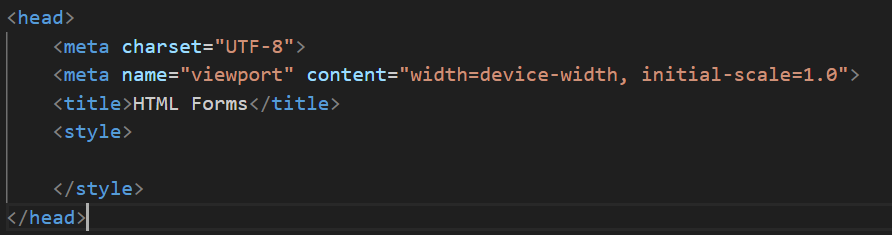 <head>
    <meta charset="UTF-8">
    <meta name="viewport" content="width=device-width, initial-scale=1.0">
    <title>HTML Forms</title>
    <style>
    </style>
</head>